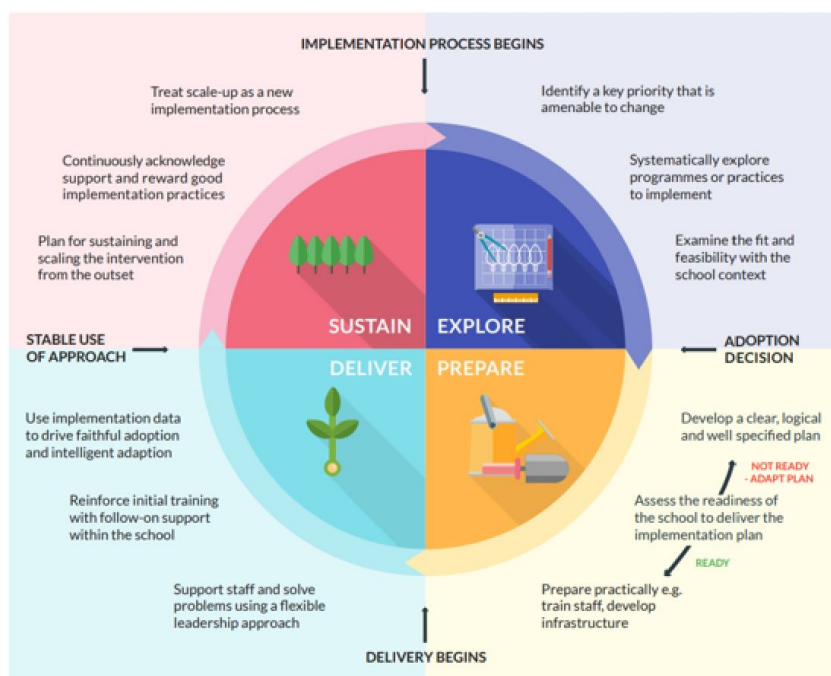 IMPLEMENTATION PROCESS BEGINS
Treat scale-up as a new
implementation process
Identify a key priority that is
amenable to change
Continuously acknowledge
support and reward good
implementation practices
Systematically explore
programmes or practices
to implement
Plan for sustaining and
scaling the intervention
from the outset
Examine the fit and
feasibility with the
school context
SUSTAIN
EXPLORE
STABLE USE
OF APPROACH
ADOPTION
DECISION
DELIVER
PREPARE
Use implementation data
to drive faithful adoption
and intelligent adaption
Develop a clear, logical
and well specified plan
NOT READY
- ADAPT PLAN
Reinforce initial training
with follow-on support
within the school
Assess the readiness of
the school to deliver the
implementation plan
READY
Support staff and solve
problems using a flexible
leadership approach
Prepare practically e.g.
train staff, develop
infrastructure
DELIVERY BEGINS